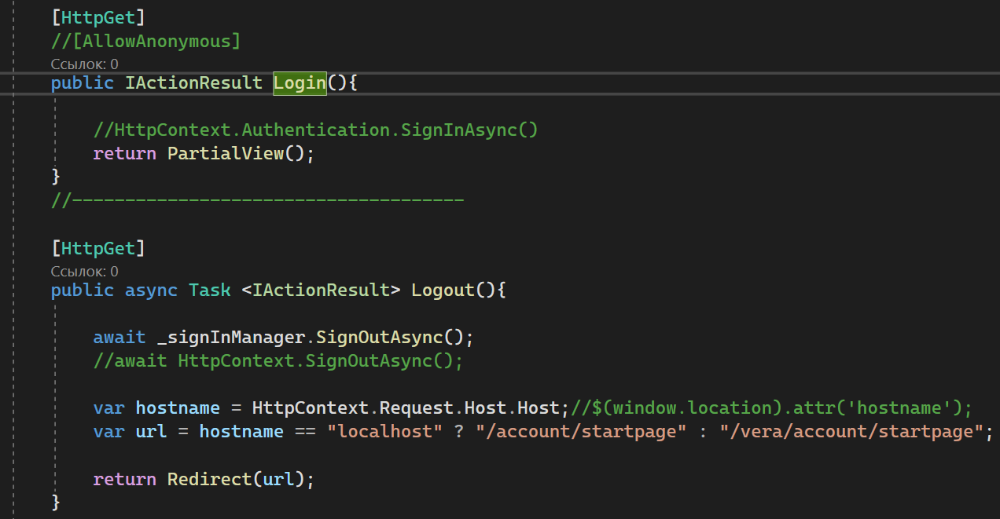 [HttpGet]
//[AllowAnonymous]
Ссылок: 0
public IActionResult Login(){
//HttpContext.Authentication.SignInAsync()
return PartialView();
}
//-------------------------------------
[HttpGet]
Ссылок: 0
public async Task <IActionResult> Logout(){
await _signInManager.SignOutAsync();
//await HttpContext.SignOutAsync();
var hostname = HttpContext.Request.Host.Host;//$(window.location).attr('hostname');
var url = hostname == "localhost" ? "/account/startpage" : "/vera/account/startpage";
return Redirect(url);
}